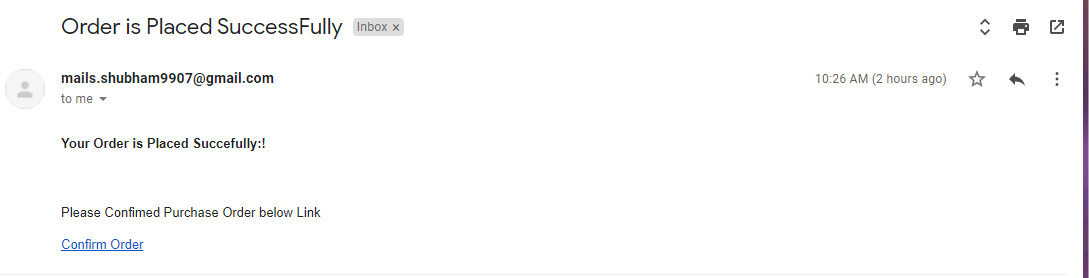 Order is Placed SuccessFully Inbox x
mails.shubham9907@gmail.com 10:26 AM (2 hours ago)
to me
Your Order is Placed Succefully:!
Please Confimed Purchase Order below Link
Confirm Order